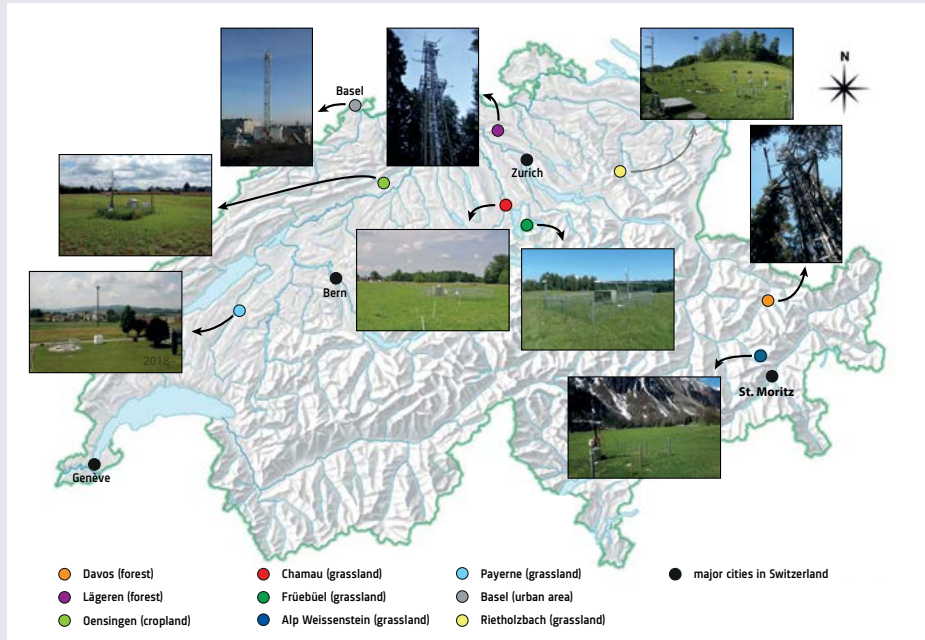 N
Basel
Zurich
Bern
2018-
St. Moritz
Genève
Davos (forest)
Lägeren (forest)
Oensingen (cropland)
Chamau (grassland)
Früebüel (grassland)
Alp Weissenstein (grassland)
Payerne (grassland)
Basel (urban area)
Rietholzbach (grassland)
major cities in Switzerland